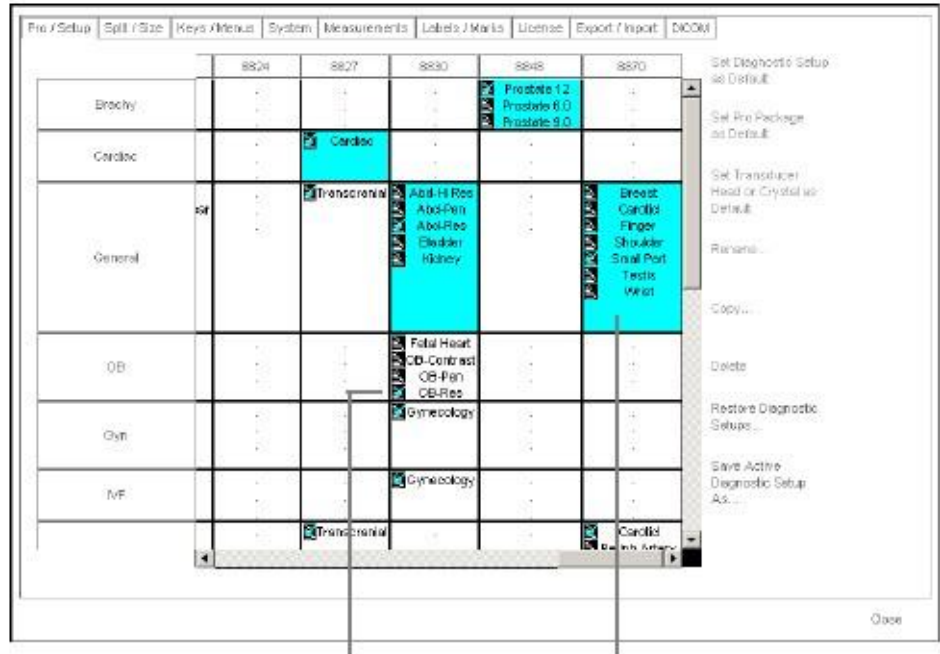 Pro / Setup Split / Size Keys / Menus System Measurements Labels / Marks License Export / Import DICOM
8824 8827 8830 8848 8870
Brachy
Prostate 12
Prostate 6.0
Prostate 9.0
Cardiac
Cardiac
General
Transcranial
Abd-Hi Res
Abd-Pen
Abd-Res
Bladder
Kidney
Breast
Carotid
Finger
Shoulder
Small Part
Testis
Wrist
OB
Fetal Heart
OB-Contrast
OB-Pen
OB-Res
Gyn
Gynecology
IVF
Gynecology
Transcranial
Carotid
Set Diagnostic Setup
as Default
Set Pro Package
as Default
Set Transducer
Head or Crystal as
Default
Rename...
Copy...
Delete
Restore Diagnostic
Setups...
Save Active
Diagnostic Setup
As...
Close